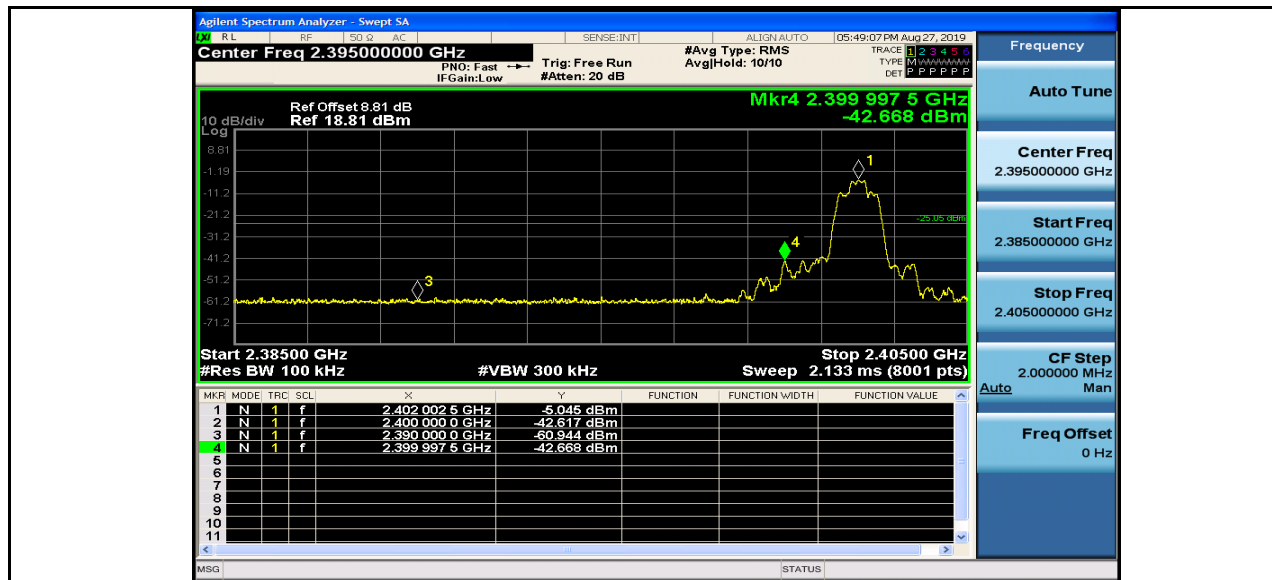 Agilent Spectrum Analyzer - Swept SA
LXI RL RF 50 Ω AC SENSE:INT ALIGN AUTO 05:49:07 PM Aug 27, 2019
Center Freq 2.395000000 GHz
PNO: Fast
IFGain:Low
Trig: Free Run
#Atten: 20 dB
#Avg Type: RMS
Avg|Hold: 10/10
TRACE 1 2 3 4 5 6
TYPE M W W W W W
DET P P P P P P
Mkr4 2.399 997 5 GHz
-42.668 dBm
Ref Offset 8.81 dB
10 dB/div Ref 18.81 dBm
Log
8.81
-1.19
-11.2
-21.2
-31.2
-41.2
-51.2
-61.2
-71.2
1
-25.05 dBm
4
3
Start 2.38500 GHz Stop 2.40500 GHz
#Res BW 100 kHz #VBW 300 kHz Sweep 2.133 ms (8001 pts)
MKR MODE TRC SCL X Y FUNCTION FUNCTION WIDTH FUNCTION VALUE
1 N 1 f 2.402 002 5 GHz -5.045 dBm
2 N 1 f 2.400 000 0 GHz -42.617 dBm
3 N 1 f 2.390 000 0 GHz -60.944 dBm
4 N 1 f 2.399 997 5 GHz -42.668 dBm
5
6
7
8
9
10
11
MSG STATUS
Frequency
Auto Tune
Center Freq
2.395000000 GHz
Start Freq
2.385000000 GHz
Stop Freq
2.405000000 GHz
CF Step
2.000000 MHz
Auto Man
Freq Offset
0 Hz